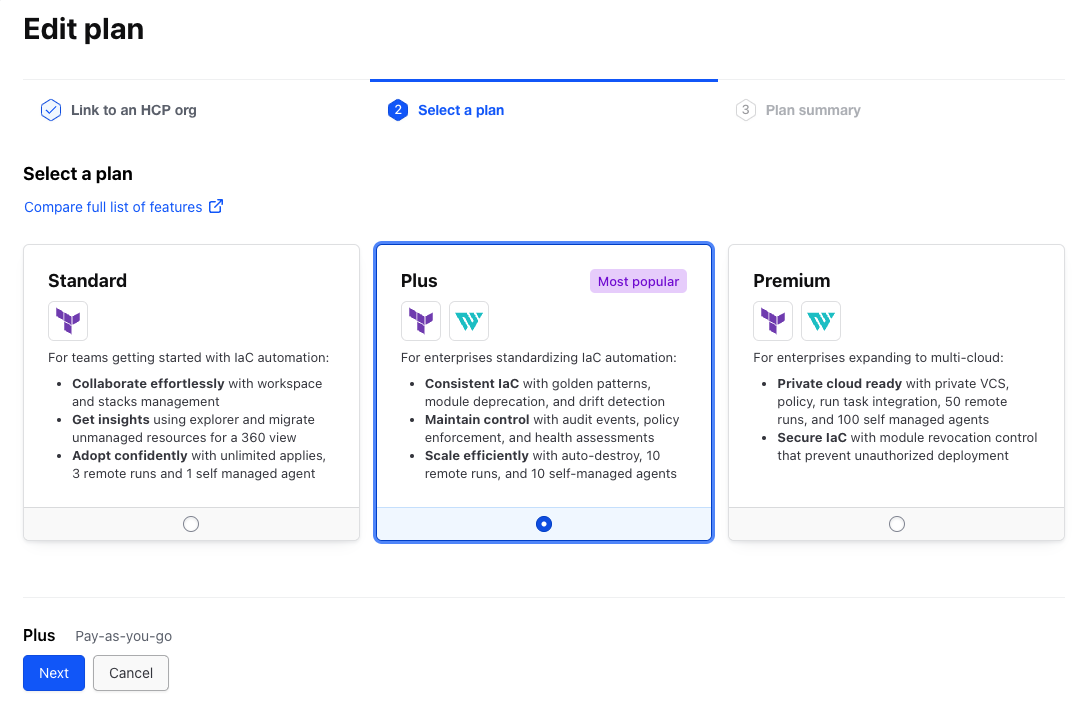 Edit plan
Link to an HCP org
2
Select a plan
3
Plan summary
Select a plan
Compare full list of features
Standard
For teams getting started with IaC automation:
• Collaborate effortlessly with workspace
and stacks management
• Get insights using explorer and migrate
unmanaged resources for a 360 view
• Adopt confidently with unlimited applies,
3 remote runs and 1 self managed agent
Plus
Most popular
For enterprises standardizing IaC automation:
• Consistent IaC with golden patterns,
module deprecation, and drift detection
• Maintain control with audit events, policy
enforcement, and health assessments
• Scale efficiently with auto-destroy, 10
remote runs, and 10 self-managed agents
Premium
For enterprises expanding to multi-cloud:
• Private cloud ready with private VCS,
policy, run task integration, 50 remote
runs, and 100 self managed agents
• Secure IaC with module revocation control
that prevent unauthorized deployment
Plus Pay-as-you-go
Next
Cancel